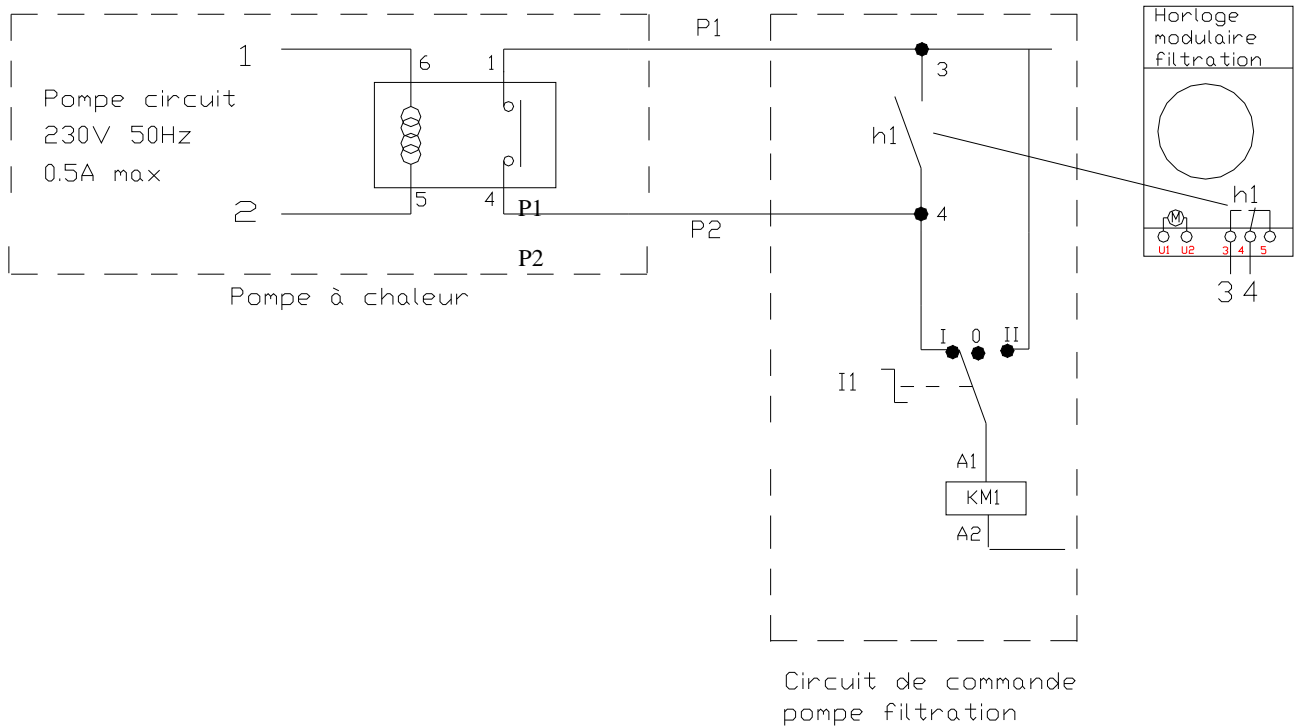 P1
Horloge
modulaire
filtration
1
6
1
3
Pompe circuit
230V 50Hz
0.5A max
h1
2
5
4
P1
4
P2
P2
h1
M
U1 U2 3 4 5
3 4
Pompe à chaleur
I 0 II
I1
A1
KM1
A2
Circuit de commande
pompe filtration